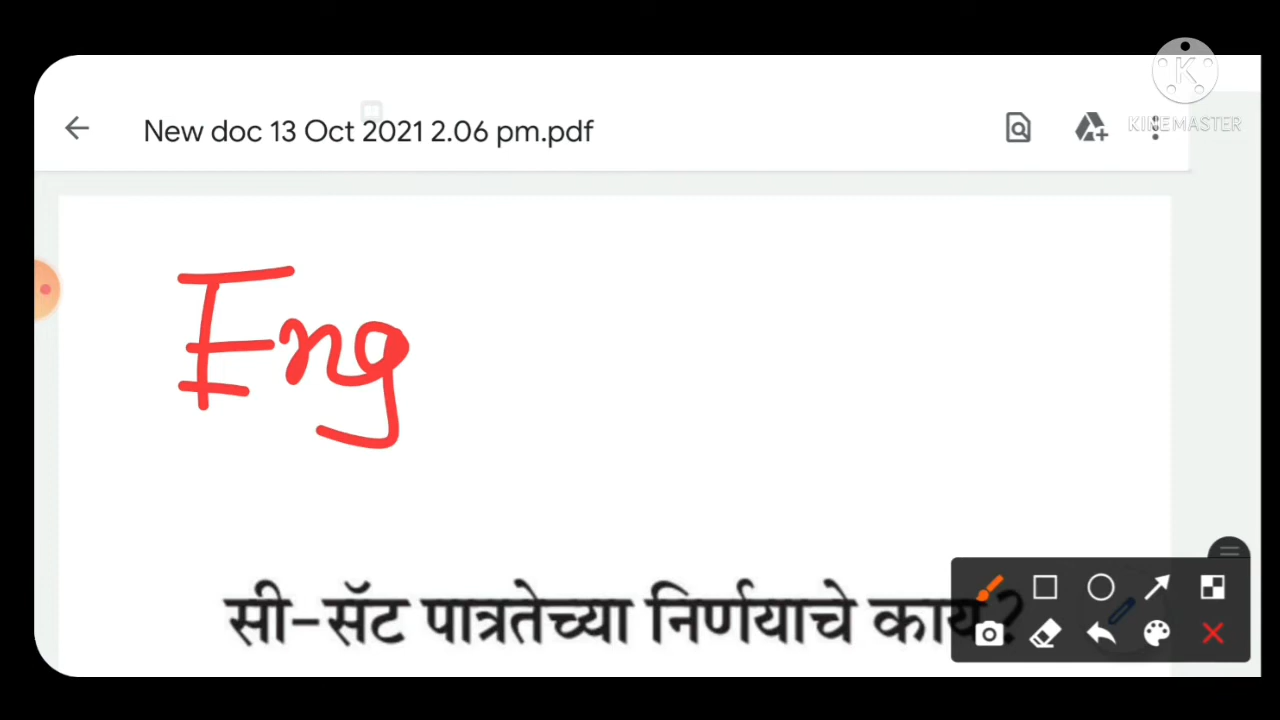 New doc 13 Oct 2021 2.06 pm.pdf
K
KINEMASTER
Eng
सी-सॅट पात्रतेच्या निर्णयाचे काय?